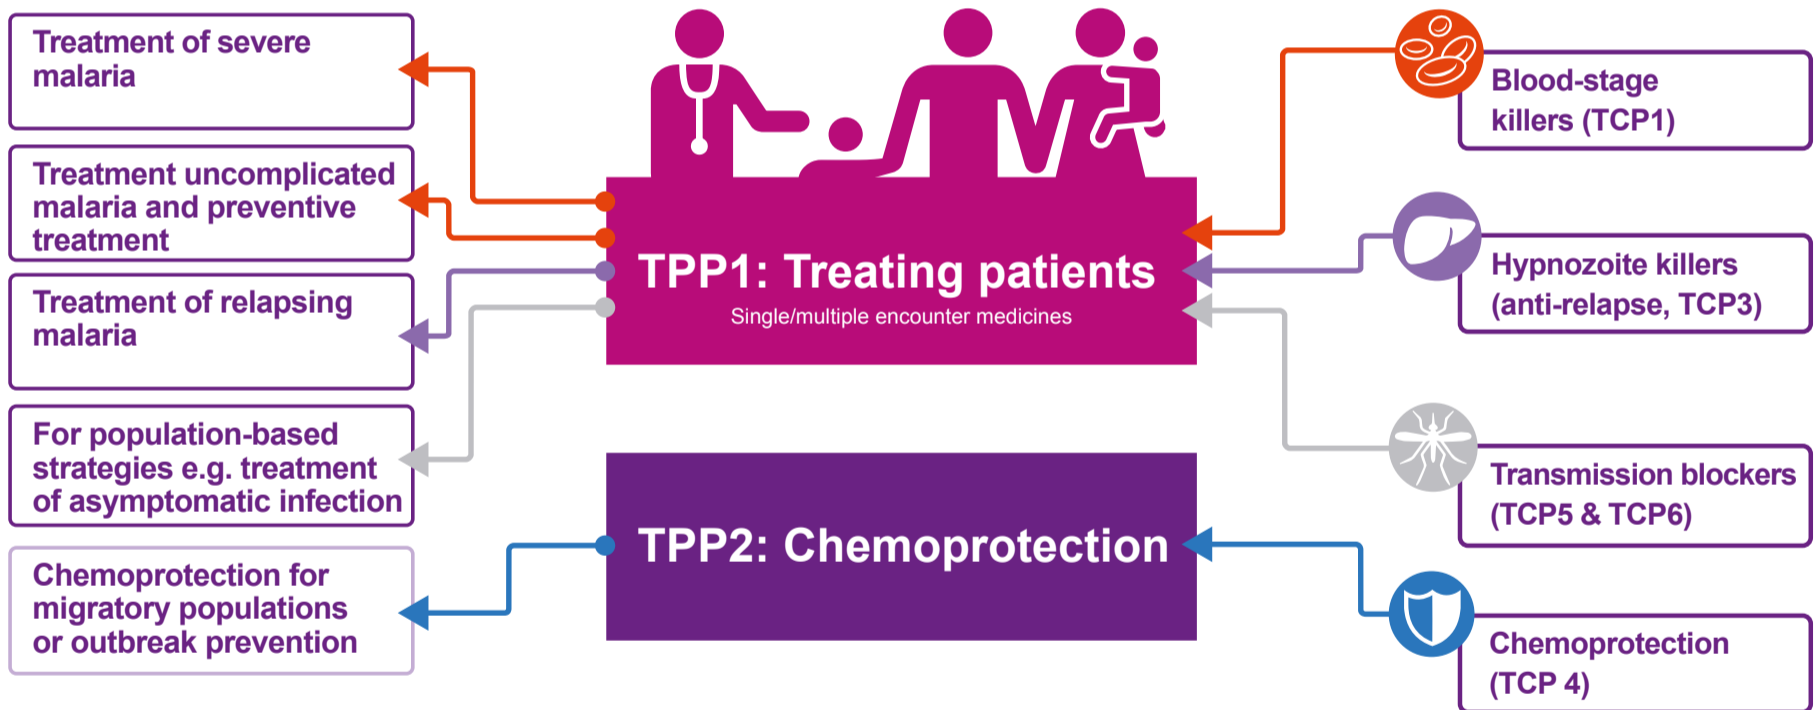 Treatment of severe
malaria
Treatment uncomplicated
malaria and preventive
treatment
Treatment of relapsing
malaria
For population-based
strategies e.g. treatment
of asymptomatic infection
Chemoprotection for
migratory populations
or outbreak prevention
TPP1: Treating patients
Single/multiple encounter medicines
TPP2: Chemoprotection
Blood-stage
killers (TCP1)
Hypnozoite killers
(anti-relapse, TCP3)
Transmission blockers
(TCP5 & TCP6)
Chemoprotection
(TCP 4)